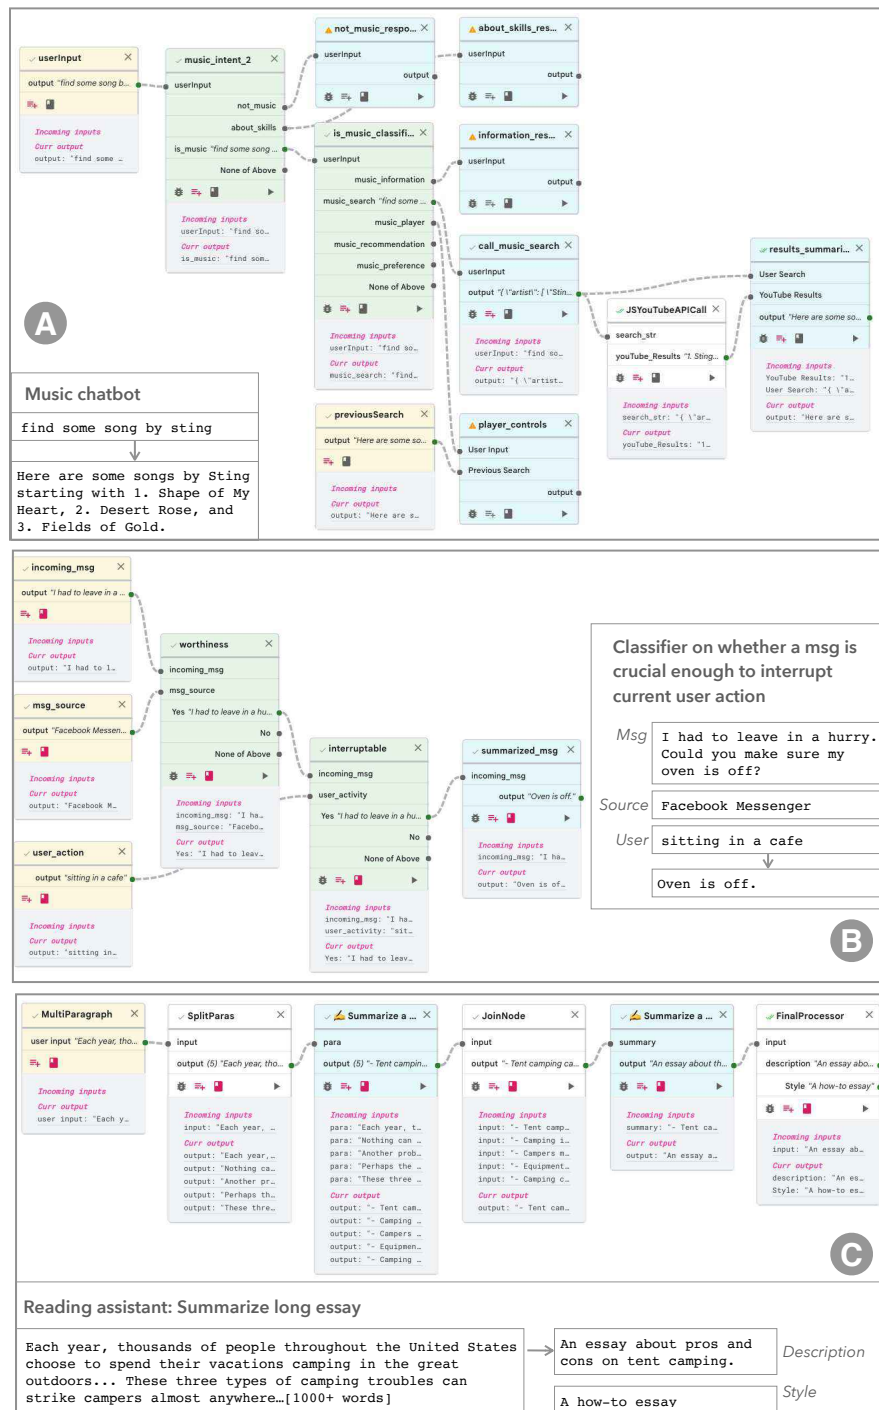 userInput
output "find some song b...
Incoming inputs
Curr output
output: "find some …
music_intent_2
userInput
not_music
about_skills
is_music "find some song ...
None of Above
Incoming inputs
userInput: "find so…
Curr output
is_music: "find som…
not_music_respo...
userInput
output
about_skills_res...
userInput
output
is_music_classifi...
userInput
music_information
music_search "find some ...
music_player
music_recommendation
music_preference
None of Above
Incoming inputs
userInput: "find so…
Curr output
music_search: "find…
information_res...
userInput
output
call_music_search
userInput
output "{ \"artist\": [ \"Stin...
Incoming inputs
userInput: "find so…
Curr output
output: "{ \"artist…
JSYouTubeAPICall
search_str
youTube_Results "1. Sting...
Incoming inputs
search_str: "{ \"ar…
Curr output
youTube_Results: "1…
results_summari...
User Search
YouTube Results
output "Here are some so...
Incoming inputs
YouTube Results: "1…
User Search: "{ \"a…
Curr output
output: "Here are s…
previousSearch
output "Here are some so...
Incoming inputs
Curr output
output: "Here are s…
player_controls
User Input
Previous Search
output
A
Music chatbot
find some song by sting
Here are some songs by Sting
starting with 1. Shape of My
Heart, 2. Desert Rose, and
3. Fields of Gold.
incoming_msg
output "I had to leave in a ...
Incoming inputs
Curr output
output: "I had to l…
msg_source
output "Facebook Messen...
Incoming inputs
Curr output
output: "Facebook M…
user_action
output "sitting in a cafe"
Incoming inputs
Curr output
output: "sitting in…
worthiness
incoming_msg
msg_source
Yes "I had to leave in a hu...
No
None of Above
Incoming inputs
incoming_msg: "I ha…
msg_source: "Facebo…
Curr output
Yes: "I had to leav…
interruptable
incoming_msg
user_activity
Yes "I had to leave in a hu...
No
None of Above
Incoming inputs
incoming_msg: "I ha…
user_activity: "sit…
Curr output
Yes: "I had to leav…
summarized_msg
incoming_msg
output "Oven is off."
Incoming inputs
incoming_msg: "I ha…
Curr output
output: "Oven is of…
Classifier on whether a msg is
crucial enough to interrupt
current user action
Msg
I had to leave in a hurry.
Could you make sure my
oven is off?
Source
Facebook Messenger
User
sitting in a cafe
Oven is off.
B
MultiParagraph
user input "Each year, tho...
Incoming inputs
Curr output
user input: "Each y…
SplitParas
input
output (5) "Each year, tho...
Incoming inputs
input: "Each year, …
Curr output
output: "Each year,…
output: "Nothing ca…
output: "Another pr…
output: "Perhaps th…
output: "These thre…
✍️ Summarize a ...
para
output (5) "- Tent campin...
Incoming inputs
para: "Each year, t…
para: "Nothing can …
para: "Another prob…
para: "Perhaps the …
para: "These three …
Curr output
output: "- Tent cam…
output: "- Camping …
output: "- Campers …
output: "- Equipmen…
output: "- Camping …
JoinNode
input
output "- Tent camping ca...
Incoming inputs
input: "- Tent camp…
input: "- Camping i…
input: "- Campers m…
input: "- Equipment…
input: "- Camping c…
Curr output
output: "- Tent cam…
✍️ Summarize a ...
summary
output "An essay about th...
Incoming inputs
summary: "- Tent ca…
Curr output
output: "An essay a…
FinalProcessor
input
description "An essay abo...
Style "A how-to essay"
Incoming inputs
input: "An essay ab…
Curr output
description: "An es…
Style: "A how-to es…
C
Reading assistant: Summarize long essay
Each year, thousands of people throughout the United States
choose to spend their vacations camping in the great
outdoors... These three types of camping troubles can
strike campers almost anywhere…[1000+ words]
An essay about pros and
cons on tent camping.
Description
A how-to essay
Style